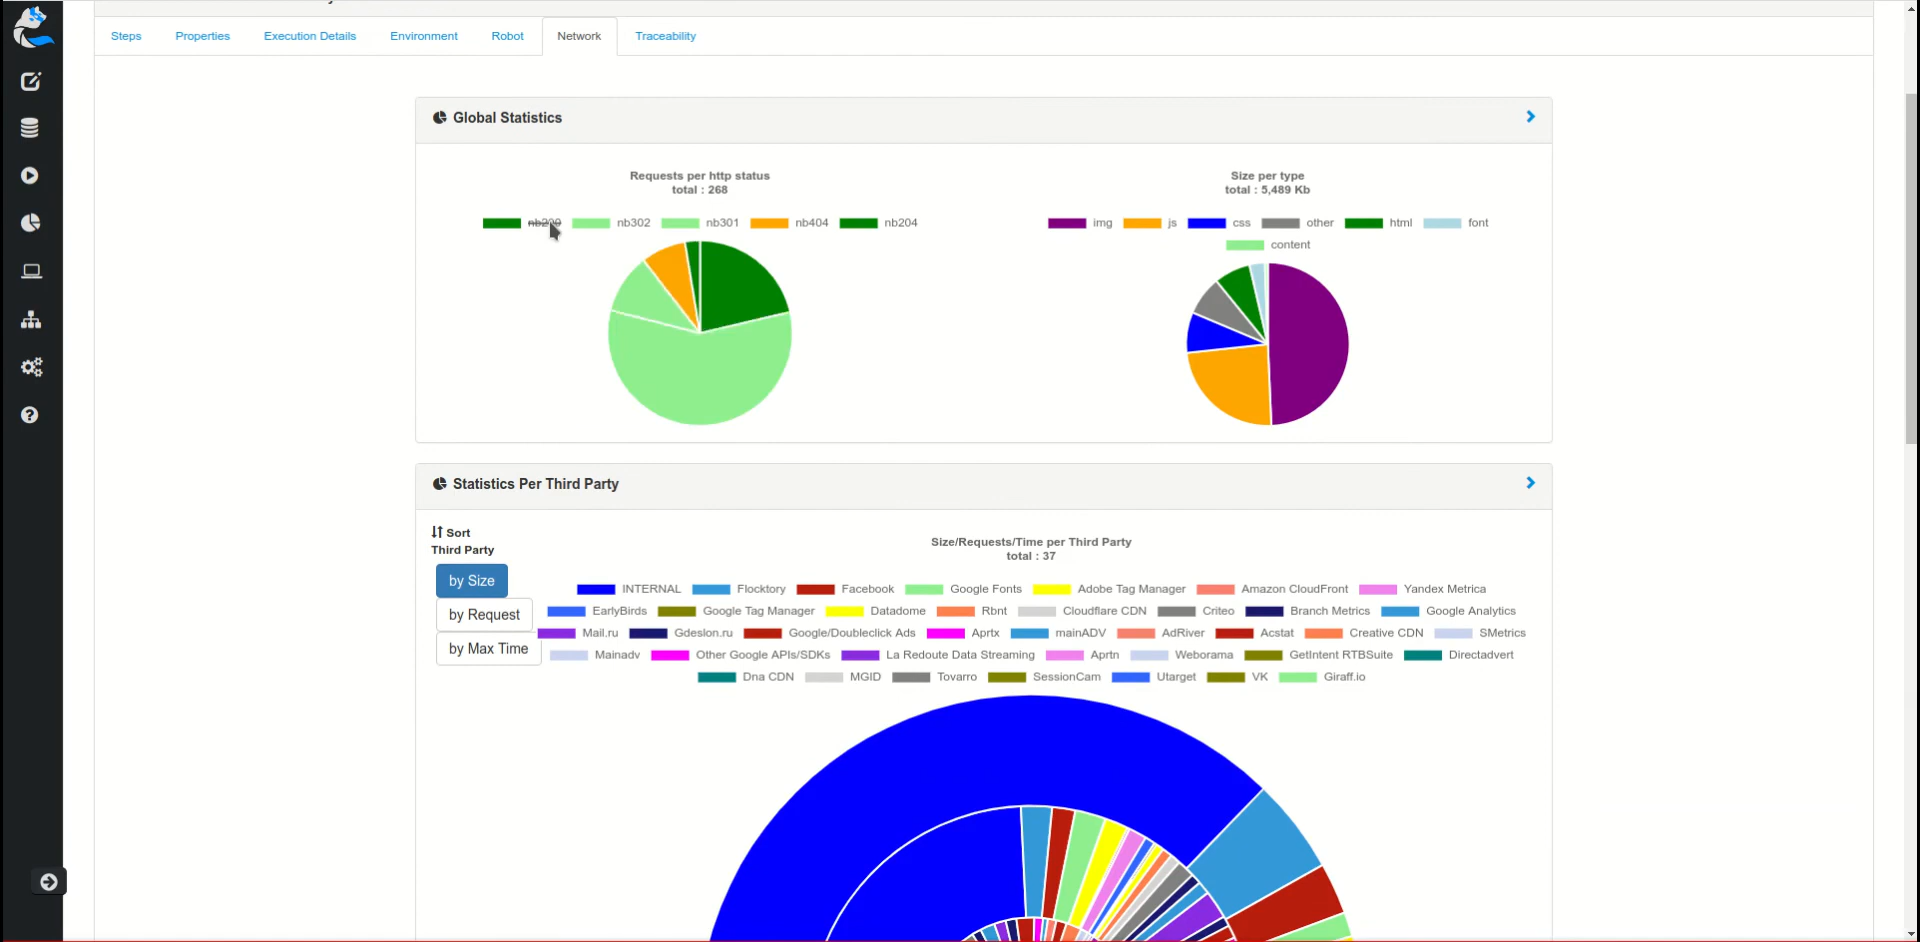 Steps Properties Execution Details Environment Robot Network Traceability
Global Statistics
Requests per http status
total : 268
nb302 nb301 nb404 nb204
Size per type
total : 5,489 Kb
img js css other html font
content
Statistics Per Third Party
Sort
Third Party
by Size
by Request
by Max Time
Size/Requests/Time per Third Party
total : 37
INTERNAL Flocktory Facebook Google Fonts Adobe Tag Manager Amazon CloudFront Yandex Metrica
EarlyBirds Google Tag Manager Datadome Rbnt Cloudflare CDN Criteo Branch Metrics Google Analytics
Mail.ru Gdeslon.ru Google/Doubleclick Ads Aprtx mainADV AdRiver Acstat Creative CDN SMetrics
Mainadv Other Google APIs/SDKs La Redoute Data Streaming Aprtn Weborama GetIntent RTBSuite Directadvert
Dna CDN MGID Tovarro SessionCam Utarget VK Giraff.io